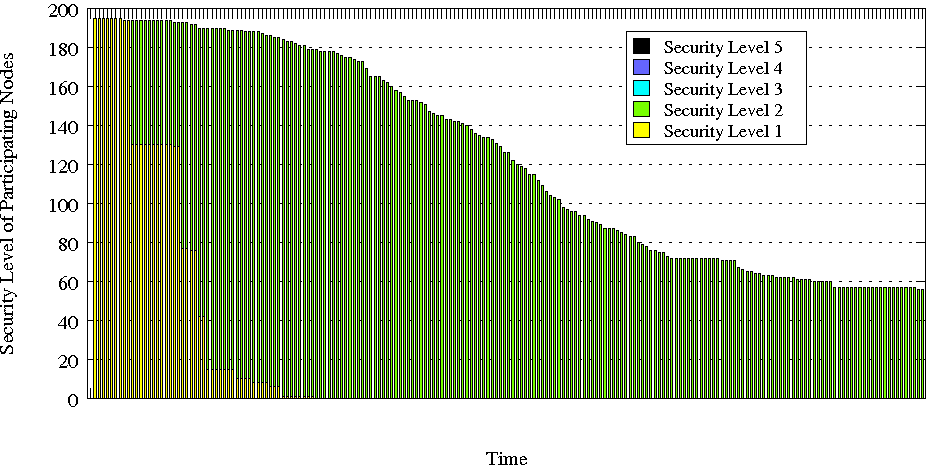 200
180
160
140
120
100
80
60
40
20
0
Security Level of Participating Nodes
Security Level 5
Security Level 4
Security Level 3
Security Level 2
Security Level 1
Time